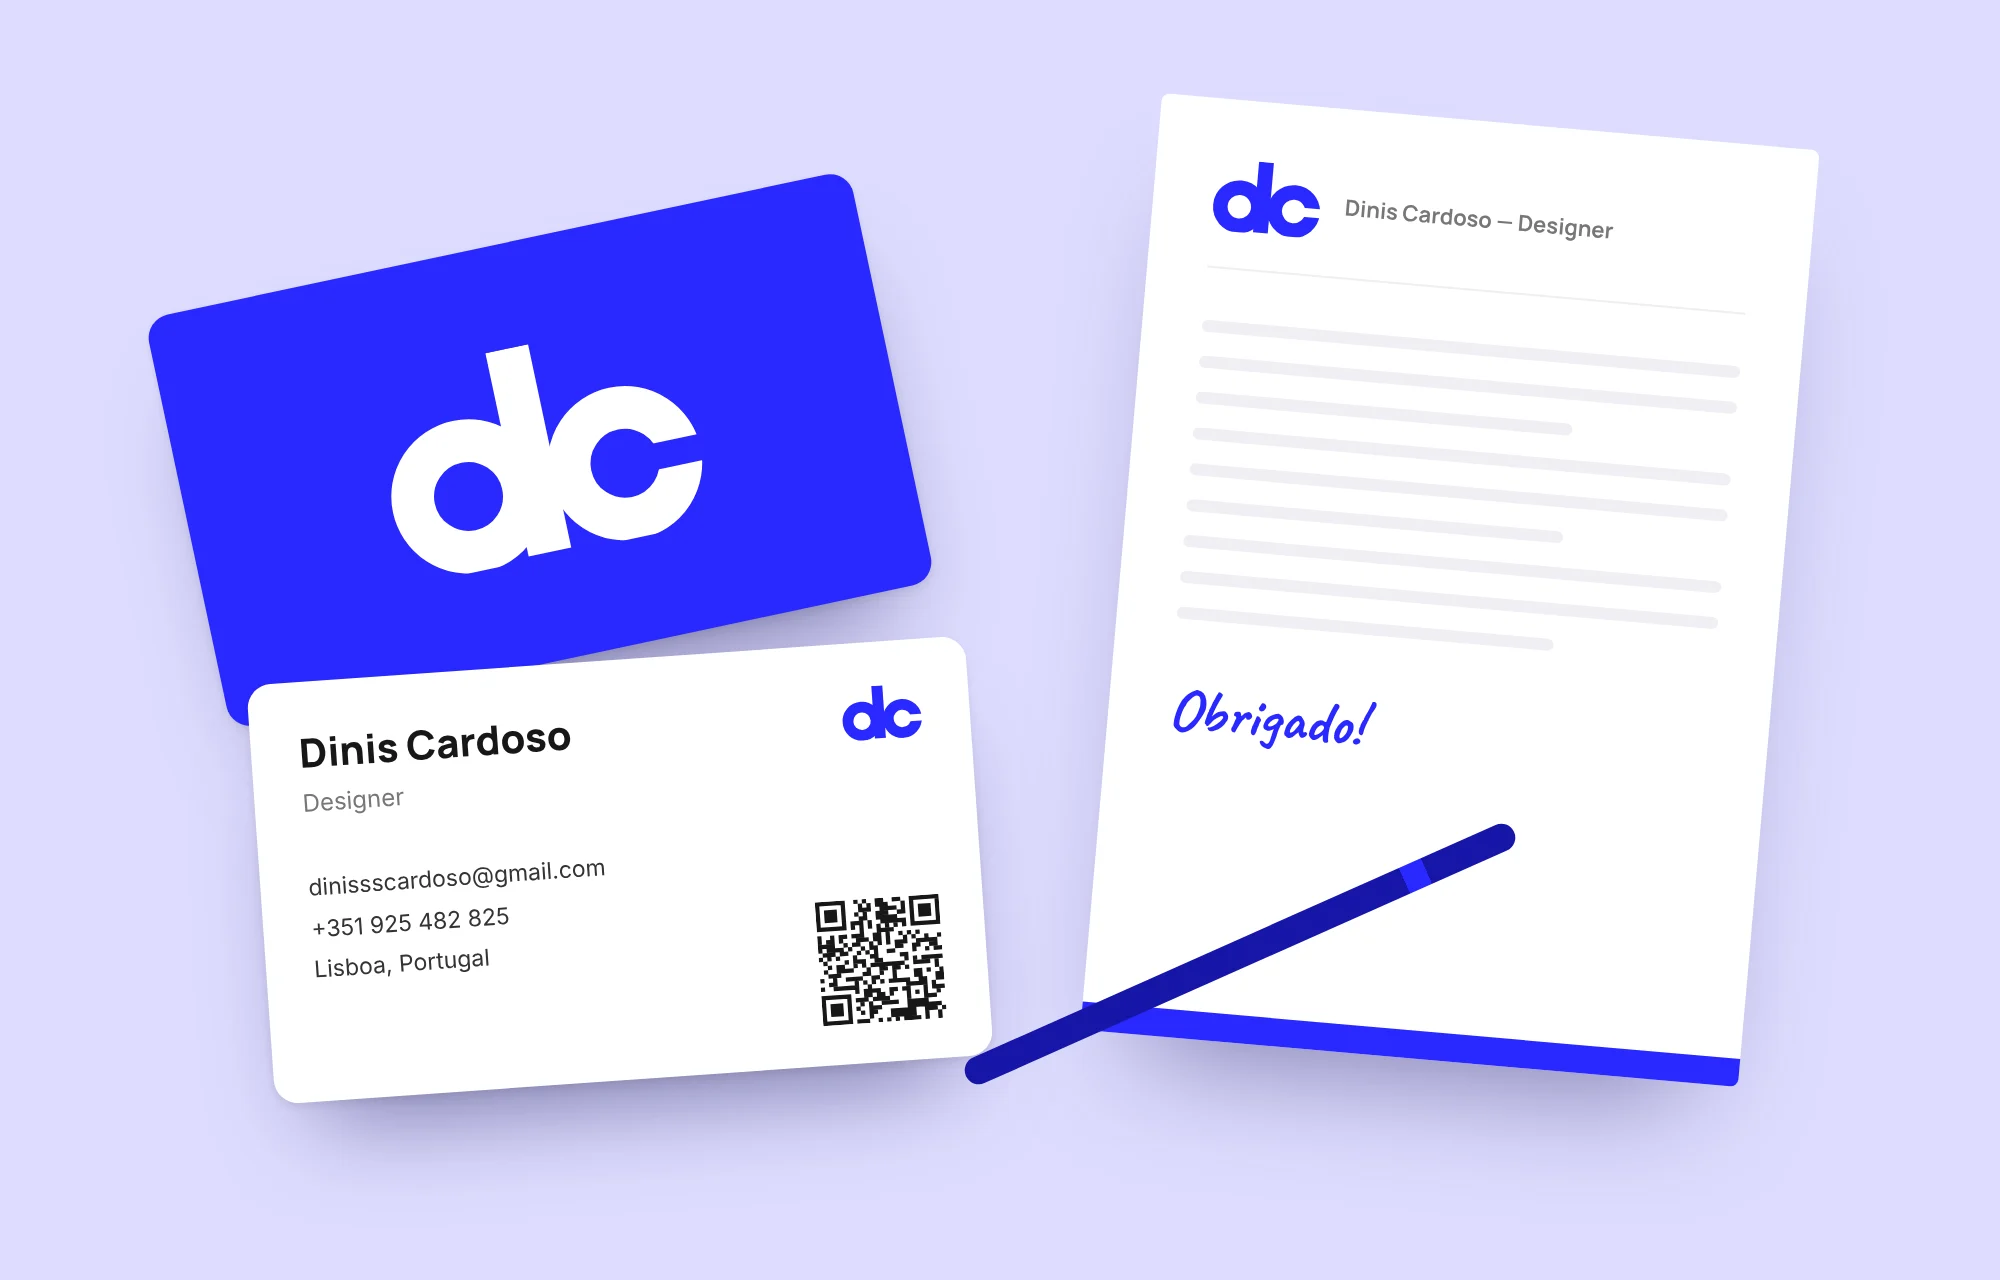 dc
dc
Dinis Cardoso
Designer
dinissscardoso@gmail.com
+351 925 482 825
Lisboa, Portugal
dc
Dinis Cardoso — Designer
Obrigado!